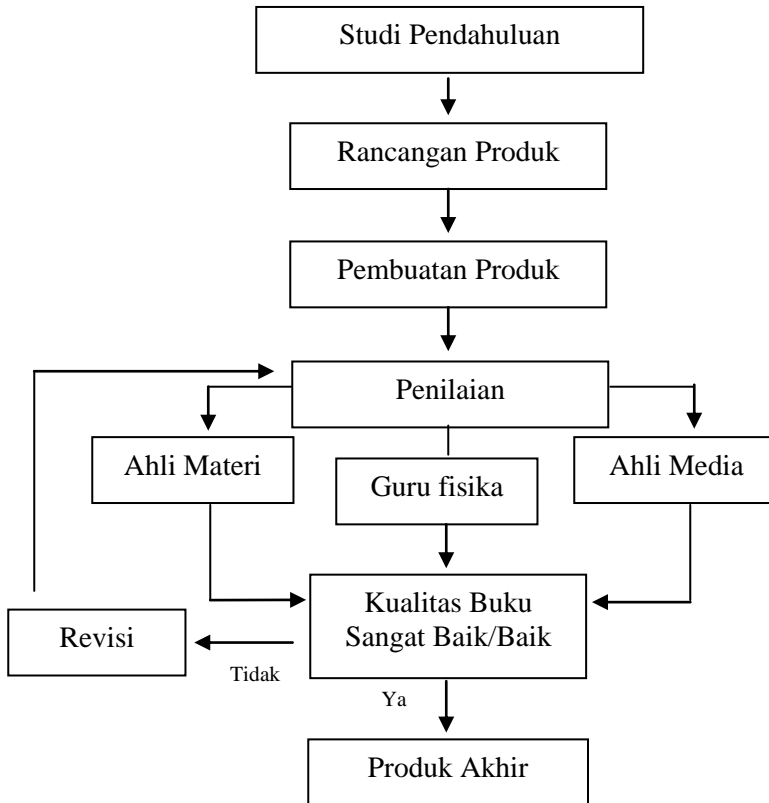 Studi Pendahuluan
Rancangan Produk
Pembuatan Produk
Penilaian
Ahli Materi
Guru fisika
Ahli Media
Kualitas Buku
Sangat Baik/Baik
Revisi
Tidak
Ya
Produk Akhir